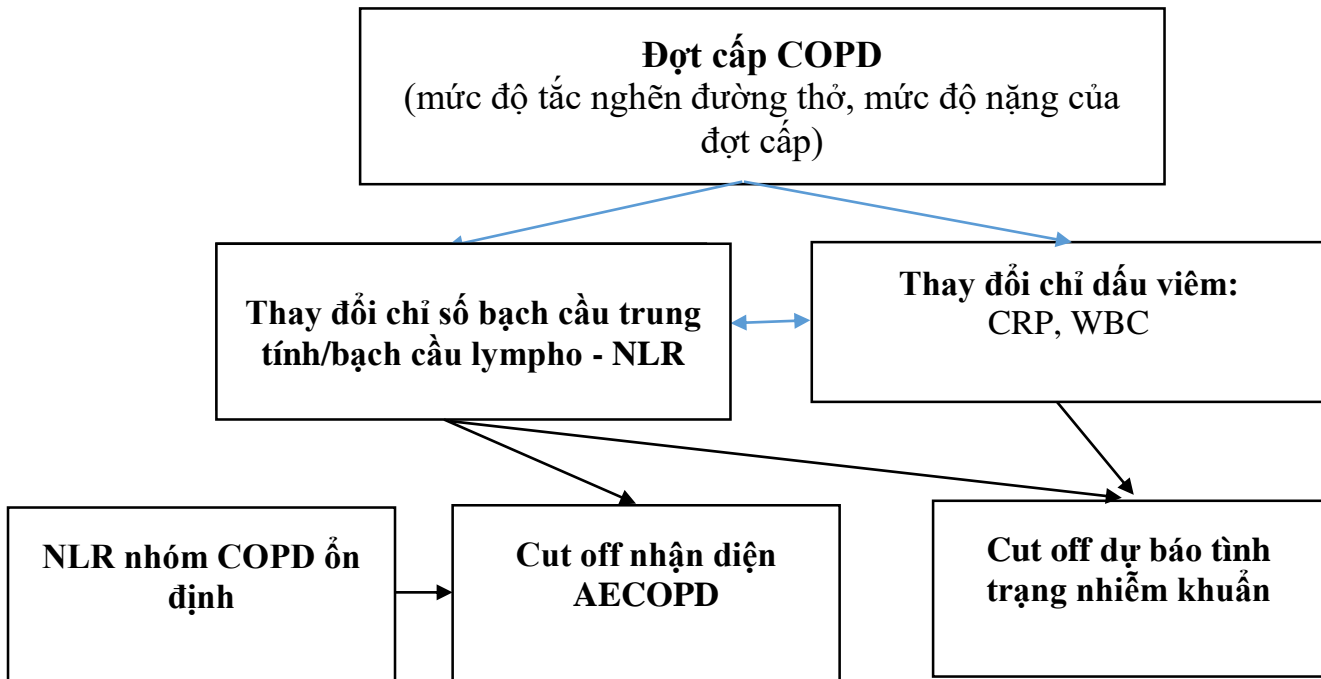 Đợt cấp COPD
(mức độ tắc nghẽn đường thở, mức độ nặng của
đợt cấp)
Thay đổi chỉ số bạch cầu trung
tính/bạch cầu lympho - NLR
Thay đổi chỉ dấu viêm:
CRP, WBC
NLR nhóm COPD ổn
định
Cut off nhận diện
AECOPD
Cut off dự báo tình
trạng nhiễm khuẩn